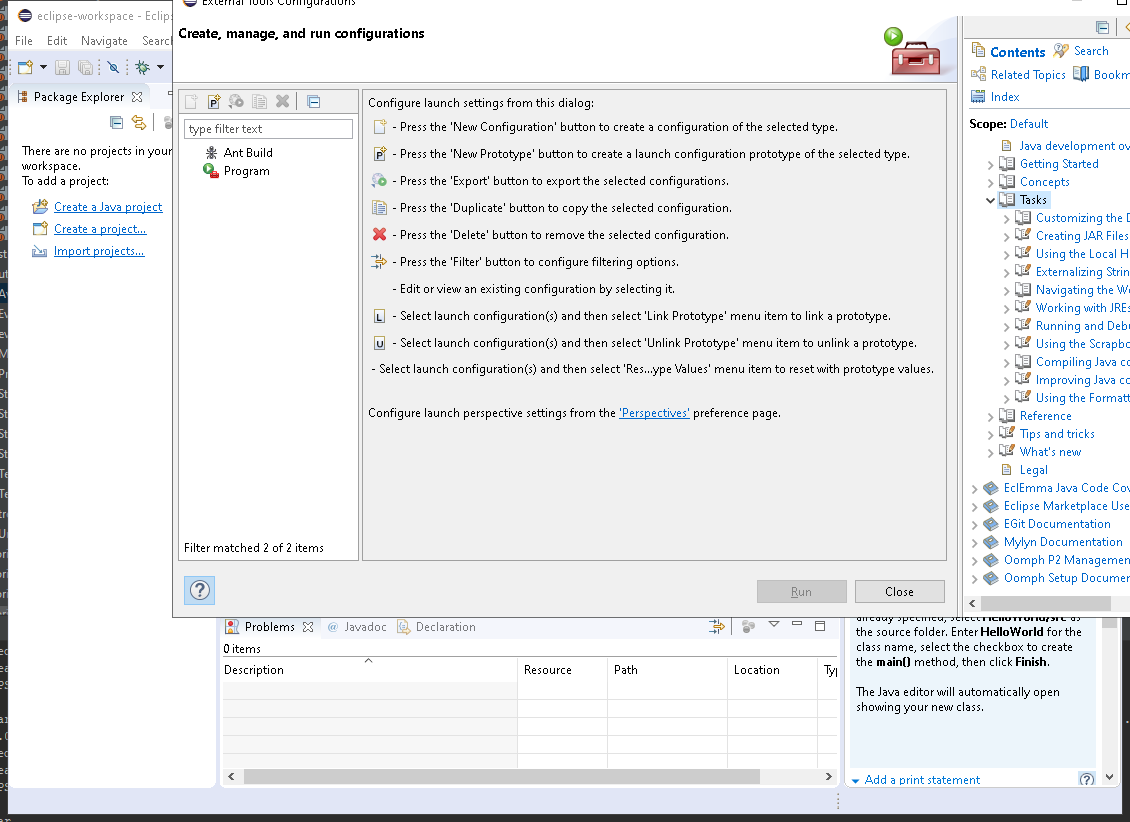 eclipse-workspace - Eclips
File Edit Navigate Search
Package Explorer
There are no projects in your
workspace.
To add a project:
Create a Java project
Create a project...
Import projects...
External Tools Configurations
Create, manage, and run configurations
type filter text
Ant Build
Program
Filter matched 2 of 2 items
Configure launch settings from this dialog:
- Press the 'New Configuration' button to create a configuration of the selected type.
- Press the 'New Prototype' button to create a launch configuration prototype of the selected type.
- Press the 'Export' button to export the selected configurations.
- Press the 'Duplicate' button to copy the selected configuration.
- Press the 'Delete' button to remove the selected configuration.
- Press the 'Filter' button to configure filtering options.
- Edit or view an existing configuration by selecting it.
- Select launch configuration(s) and then select 'Link Prototype' menu item to link a prototype.
- Select launch configuration(s) and then select 'Unlink Prototype' menu item to unlink a prototype.
- Select launch configuration(s) and then select 'Res...ype Values' menu item to reset with prototype values.
Configure launch perspective settings from the 'Perspectives' preference page.
Run Close
Contents Search
Related Topics Bookm
Index
Scope: Default
Java development ov
Getting Started
Concepts
Tasks
Customizing the D
Creating JAR Files
Using the Local H
Externalizing Strin
Navigating the Wo
Working with JREs
Running and Debu
Using the Scrapbo
Compiling Java co
Improving Java co
Using the Formatt
Reference
Tips and tricks
What's new
Legal
EclEmma Java Code Cov
Eclipse Marketplace Use
EGit Documentation
Mylyn Documentation
Oomph P2 Managemen
Oomph Setup Documen
Problems Javadoc Declaration
0 items
Description Resource Path Location Typ
already specified, select HelloWorld/src as
the source folder. Enter HelloWorld for the
class name, select the checkbox to create
the main() method, then click Finish.
The Java editor will automatically open
showing your new class.
Add a print statement